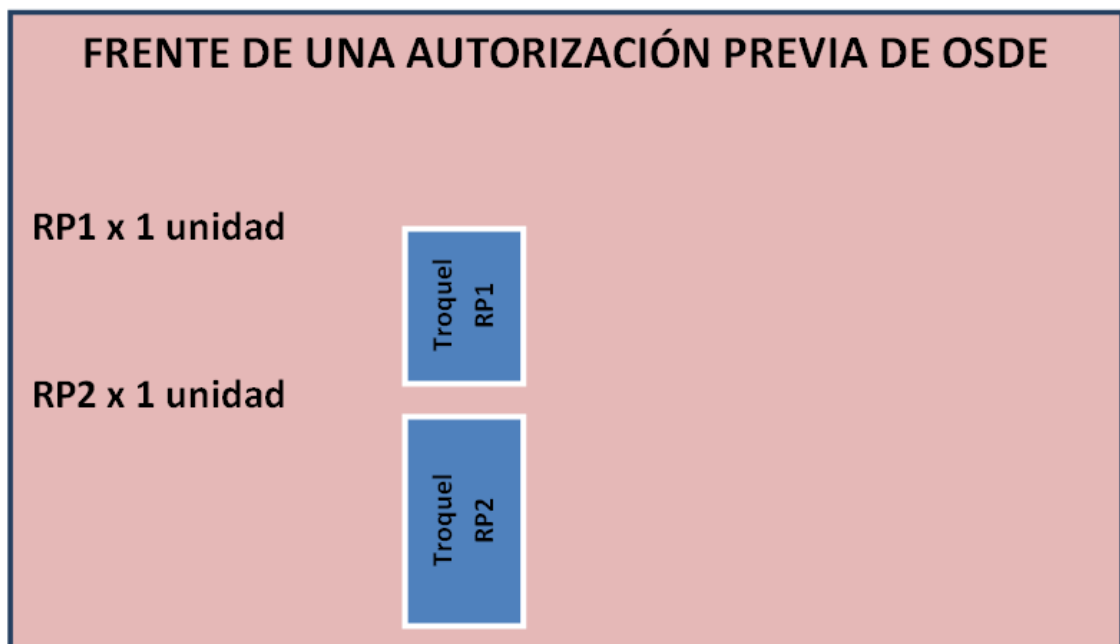 FRENTE DE UNA AUTORIZACIÓN PREVIA DE OSDE
RP1 x 1 unidad
Troquel
RP1
RP2 x 1 unidad
Troquel
RP2